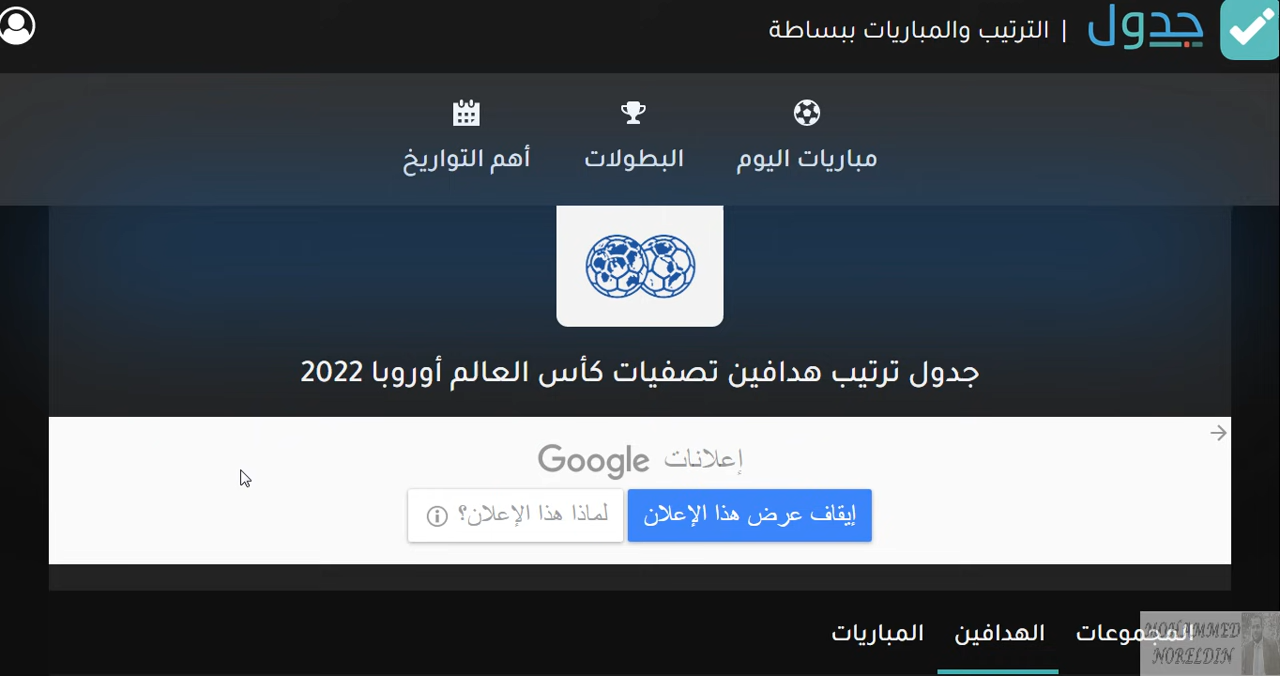 جدول | الترتيب والمباريات ببساطة
مباريات اليوم البطولات أهم التواريخ
جدول ترتيب هدافين تصفيات كأس العالم أوروبا 2022
إعلانات Google
إيقاف عرض هذا الإعلان لماذا هذا الإعلان؟
المجموعات الهدافين المباريات
MOHAMMED
NORELDIN